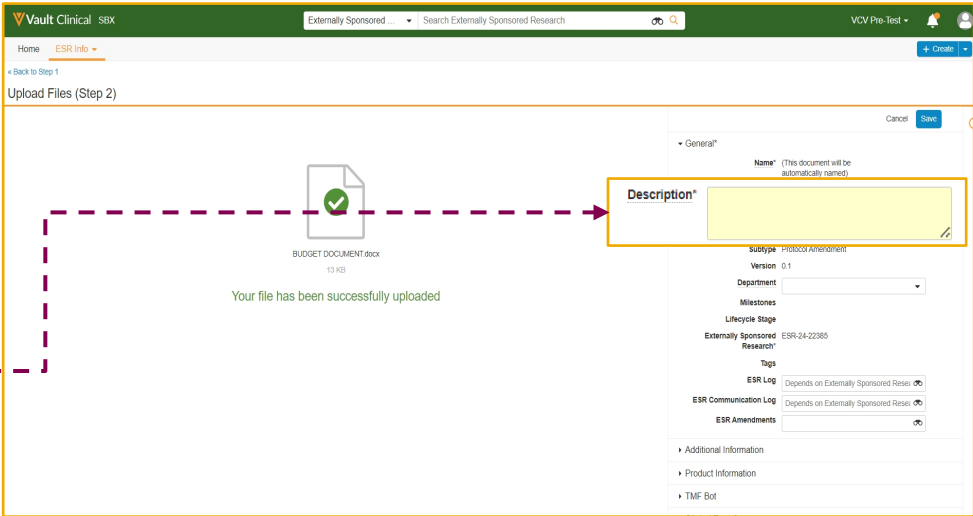 Vault Clinical SBX Externally Sponsored ... Search Externally Sponsored Research VCV Pre-Test
Home ESR Info + Create
« Back to Step 1
Upload Files (Step 2)
Cancel Save
General*
Name* (This document will be
automatically named)
Description*
BUDGET DOCUMENT.docx
13 KB
Your file has been successfully uploaded
Subtype Protocol Amendment
Version 0.1
Department
Milestones
Lifecycle Stage
Externally Sponsored ESR-24-22385
Research*
Tags
ESR Log Depends on Externally Sponsored Resea
ESR Communication Log Depends on Externally Sponsored Resea
ESR Amendments
Additional Information
Product Information
TMF Bot